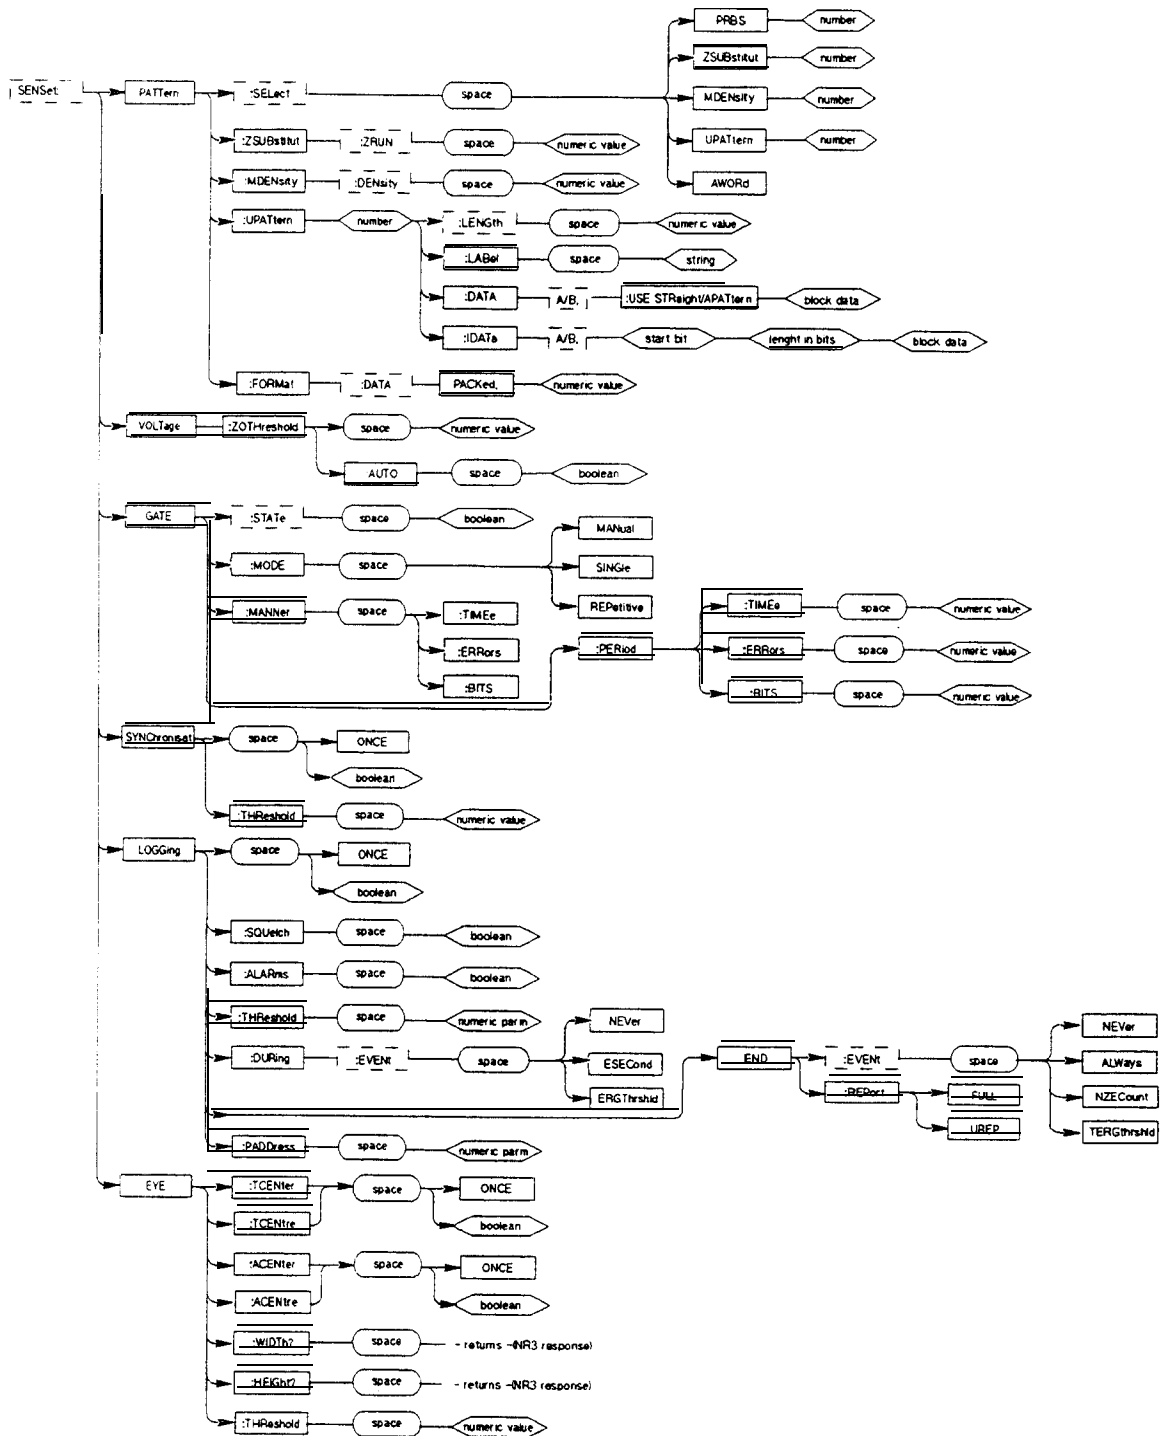 PRBS number
ZSUBstitut number
SENSet PATTern :SELect space MDENsity number
UPATtern number
:ZSUBstitut :ZRUN space numeric value
AWORd
:MDENsity :DENsity space numeric value
:UPATtern number :LENGth space numeric value
:LABel space string
:DATA A/B, :USE STRaight/APATtern block data
:IDATa A/B, start bit lenght in bits block data
:FORMat :DATA PACKed, numeric value
VOLTage :ZOTHreshold space numeric value
AUTO space boolean
GATE :STATe space boolean
MANual
:MODE space SINGle
REPetitive
:MANNer space :TIMEe
:ERRors
:BITS
:PERiod :TIMEe space numeric value
:ERRors space numeric value
:BITS space numeric value
SYNChronisat space ONCE
boolean
:THReshold space numeric value
LOGGing space ONCE
boolean
:SQUelch space boolean
:ALARms space boolean
:THReshold space numeric parm
:DURing :EVENt space NEVer
ESECond
ERGThrshld
END :EVENt space NEVer
ALWays
NZECount
TERGthrshld
:REPort FULL
UREP
:PADDress space numeric parm
EYE :TCENter space ONCE
:TCENtre boolean
:ACENter space ONCE
:ACENtre boolean
:WIDTh? space - returns -(NR3 response)
:HEIGht? space - returns -(NR3 response)
:THReshold space numeric value